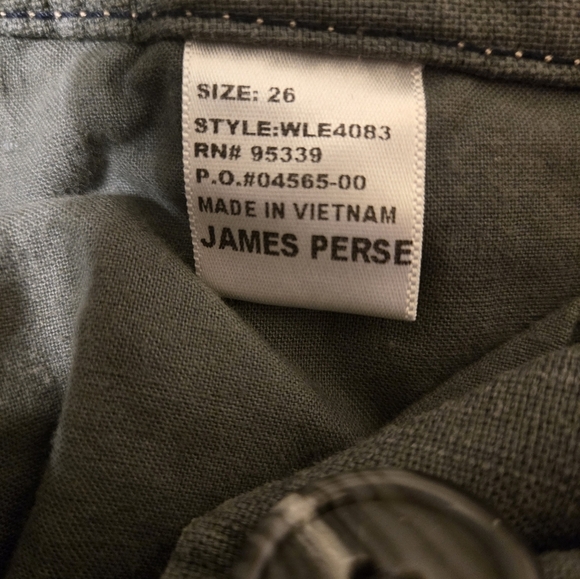 SIZE: 26
STYLE:WLE4083
RN# 95339
P.O.#04565-00
MADE IN VIETNAM
JAMES PERSE